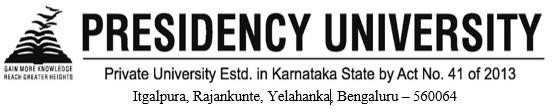 PRESIDENCY UNIVERSITY
GAIN MORE KNOWLEDGE
REACH GREATER HEIGHTS
Private University Estd. in Karnataka State by Act No. 41 of 2013
Itgalpura, Rajankunte, Yelahanka, Bengaluru – 560064